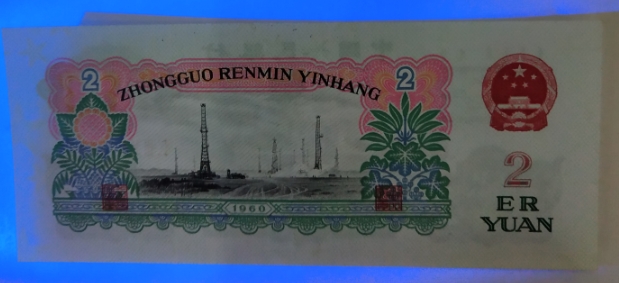 2 ZHONGGUO RENMIN YINHANG 2
1960
2
ER
YUAN